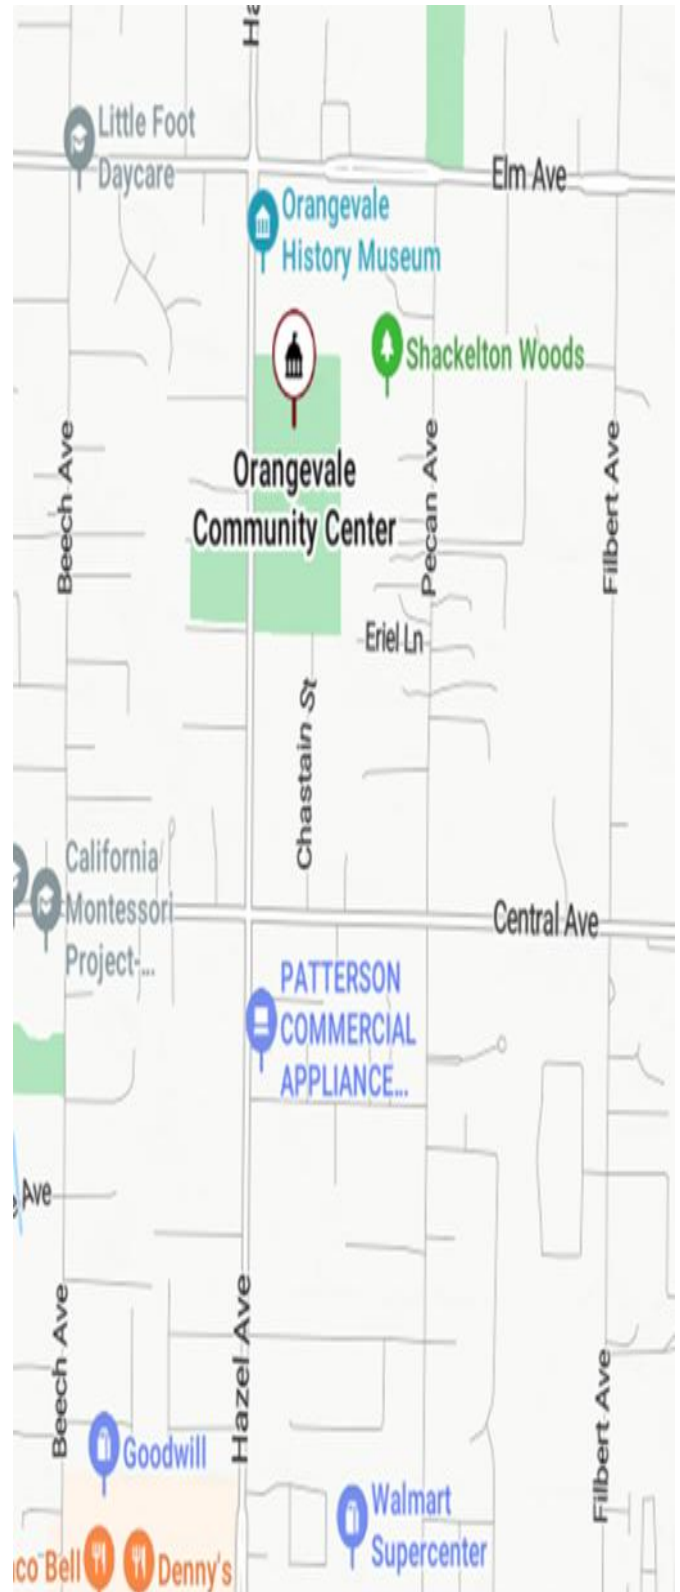 Ha
Little Foot
Daycare
Elm Ave
Orangevale
History Museum
Shackelton Woods
Orangevale
Community Center
Beech Ave
Pecan Ave
Filbert Ave
Eriel Ln
Chastain St
California
Montessori
Project-...
Central Ave
PATTERSON
COMMERCIAL
APPLIANCE...
Ave
Beech Ave
Hazel Ave
Filbert Ave
Goodwill
Walmart
Supercenter
co Bell
Denny's